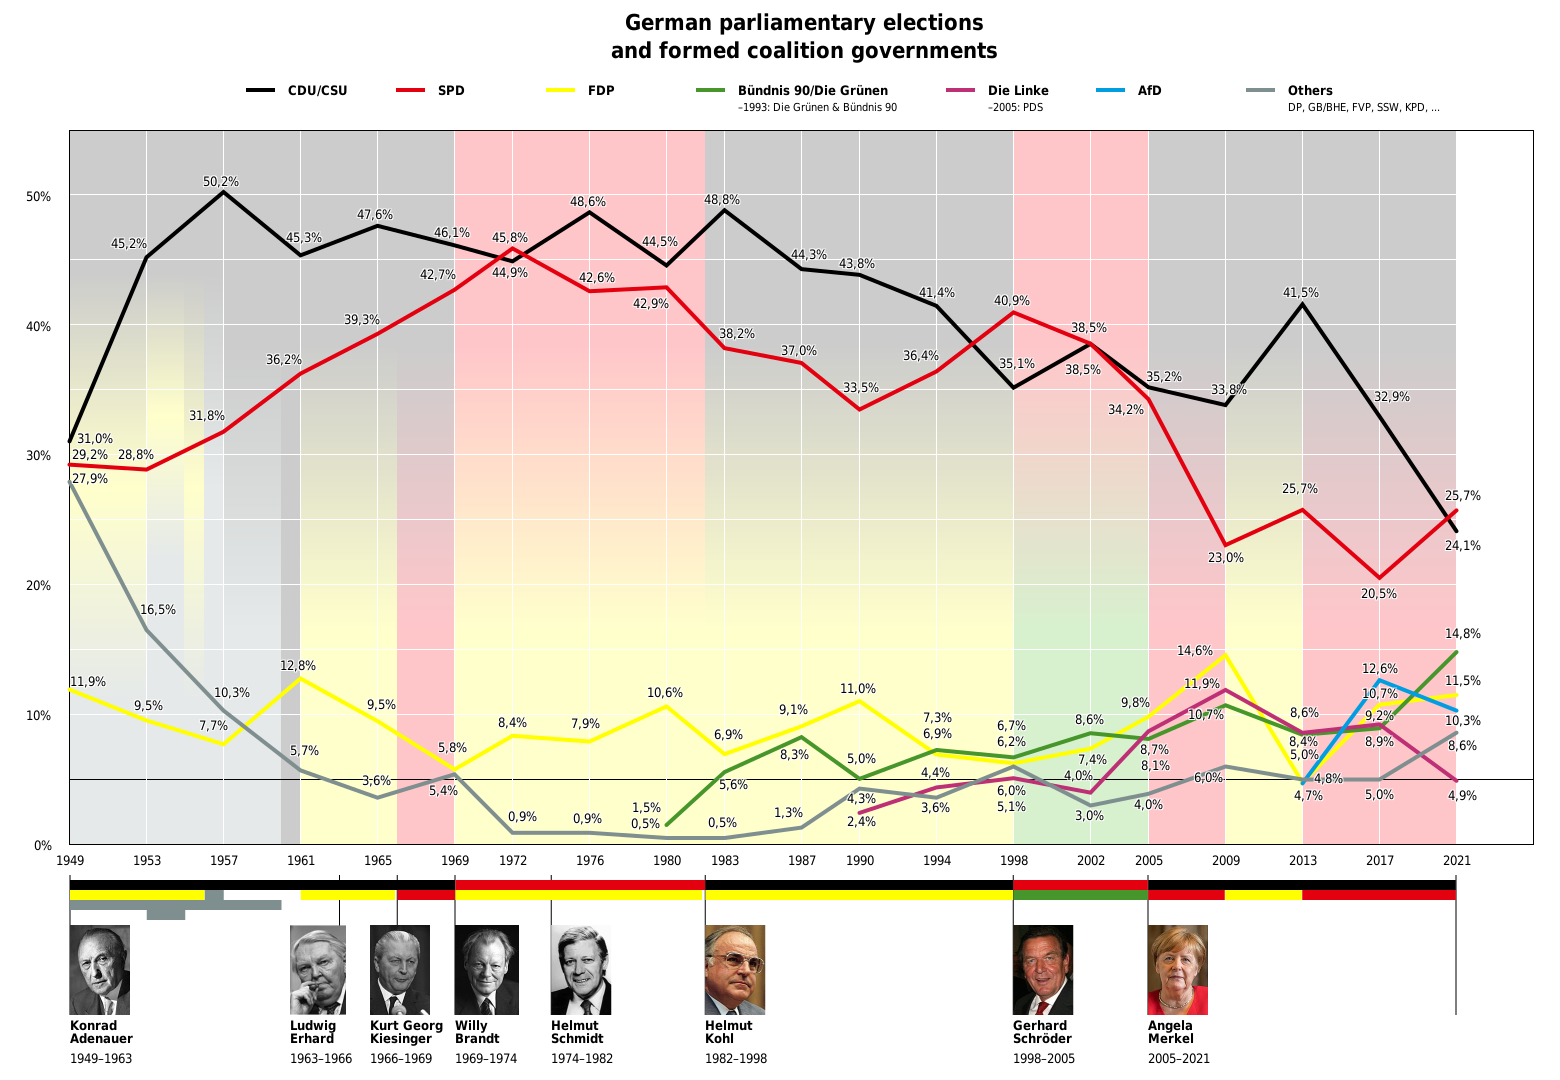 German parliamentary elections
and formed coalition governments
CDU/CSU SPD FDP Bündnis 90/Die Grünen Die Linke AfD Others
–1993: Die Grünen & Bündnis 90 –2005: PDS DP, GB/BHE, FVP, SSW, KPD, ...
50,2%
50%
48,6% 48,8%
47,6%
45,2% 45,3% 46,1% 45,8% 44,5%
44,3% 43,8%
42,7% 44,9% 42,6%
41,4% 40,9% 41,5%
42,9%
40%
39,3% 38,2% 38,5%
36,2% 37,0% 36,4% 35,1% 38,5% 35,2%
33,5% 33,8% 32,9%
31,8% 34,2%
31,0%
30%
29,2% 28,8%
27,9%
25,7% 25,7%
23,0% 24,1%
20%
20,5%
16,5%
14,8%
14,6%
12,8% 12,6%
11,9% 11,9% 11,5%
10,3% 10,6% 11,0% 10,7%
9,5% 9,5% 9,1% 9,8%
10%
7,7% 8,4% 7,9% 7,3% 6,7% 8,6% 10,7% 8,6% 9,2% 10,3%
6,9% 6,9% 6,2% 8,4% 8,9% 8,6%
5,7% 5,8% 8,3% 5,0% 7,4% 8,7% 5,0%
8,1%
3,6% 5,4% 5,6% 4,4% 4,0% 6,0% 4,8%
6,0%
4,3% 4,7% 5,0% 4,9%
1,5% 3,6% 5,1% 4,0%
0,9% 0,9% 0,5% 0,5% 1,3% 2,4% 3,0%
0%
1949 1953 1957 1961 1965 1969 1972 1976 1980 1983 1987 1990 1994 1998 2002 2005 2009 2013 2017 2021
Konrad Ludwig Kurt Georg Willy Helmut Helmut Gerhard Angela
Adenauer Erhard Kiesinger Brandt Schmidt Kohl Schröder Merkel
1949–1963 1963–1966 1966–1969 1969–1974 1974–1982 1982–1998 1998–2005 2005–2021